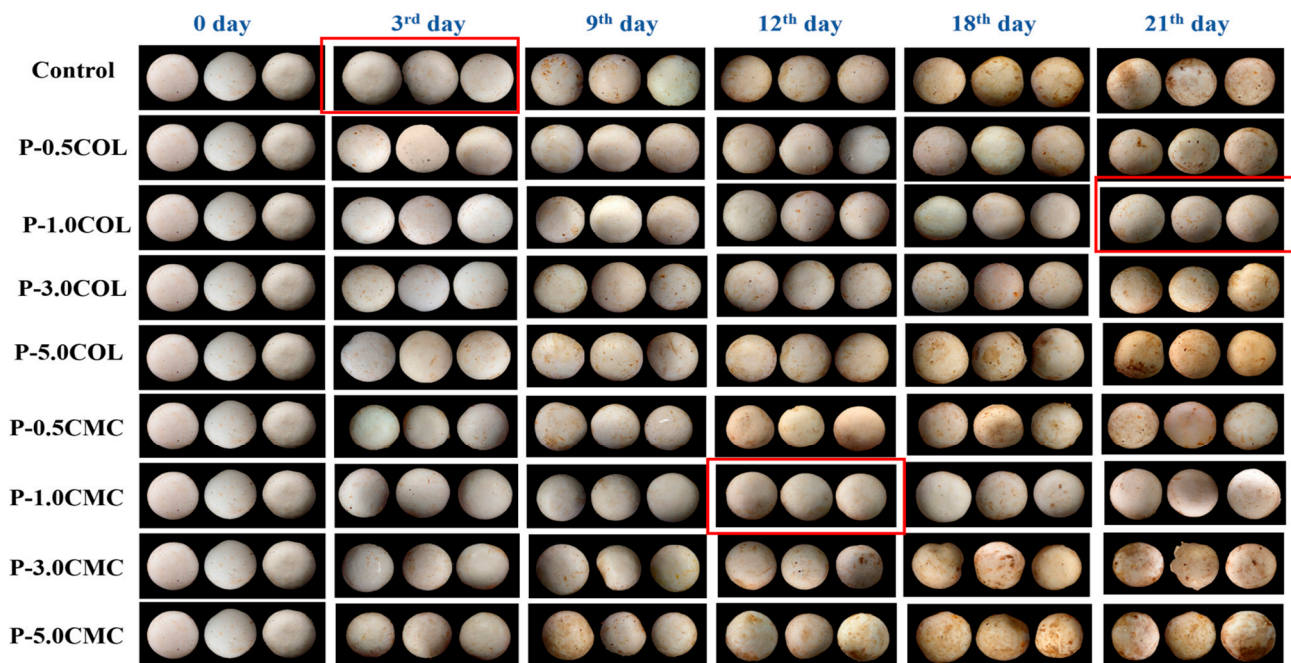 0 day 3rd day 9th day 12th day 18th day 21th day
Control
P-0.5COL
P-1.0COL
P-3.0COL
P-5.0COL
P-0.5CMC
P-1.0CMC
P-3.0CMC
P-5.0CMC